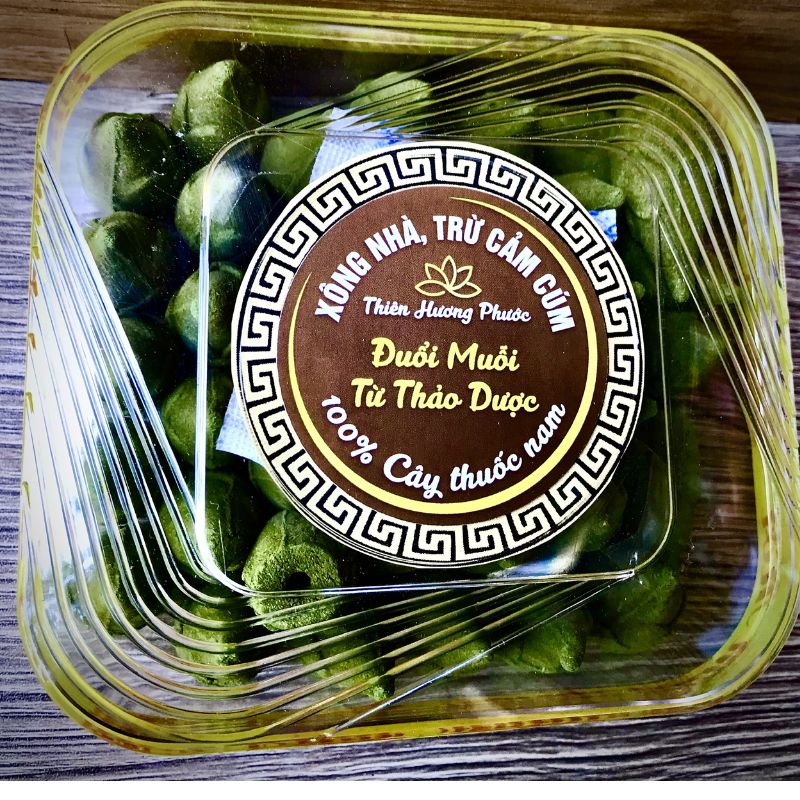 XÔNG NHÀ, TRỪ CẢM CÚM
Thiên Hương Phước
Đuổi Muỗi
Từ Thảo Dược
100% Cây thuốc nam